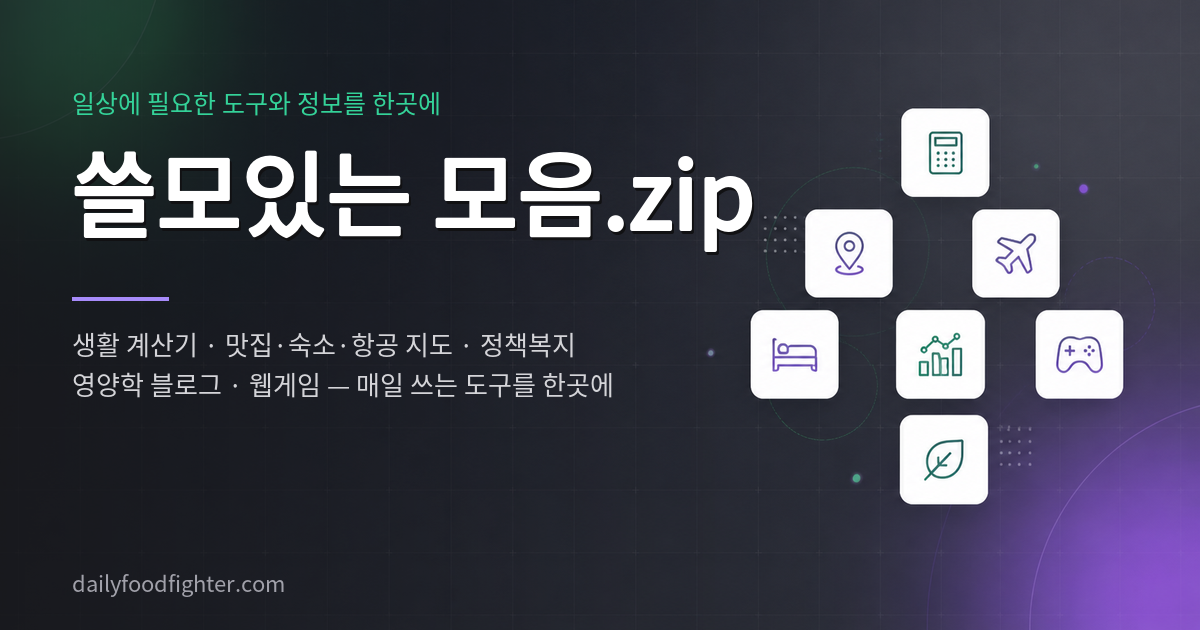 일상에 필요한 도구와 정보를 한곳에
쓸모있는 모음.zip
생활 계산기 · 맛집·숙소·항공 지도 · 정책복지
영양학 블로그 · 웹게임 — 매일 쓰는 도구를 한곳에
dailyfoodfighter.com